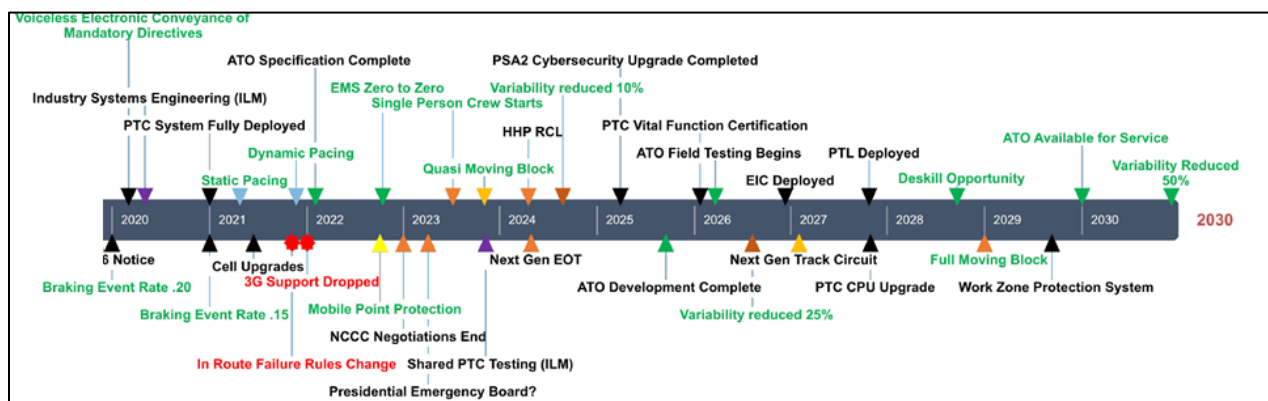 Voiceless Electronic Conveyance of
Mandatory Directives
ATO Specification Complete
PSA2 Cybersecurity Upgrade Completed
EMS Zero to Zero
Variability reduced 10%
Industry Systems Engineering (ILM)
Single Person Crew Starts
PTC System Fully Deployed
HHP RCL
PTC Vital Function Certification
ATO Available for Service
Dynamic Pacing
ATO Field Testing Begins
PTL Deployed
Variability Reduced
50%
Quasi Moving Block
Static Pacing
EIC Deployed
Deskill Opportunity
2020
2021
2022
2023
2024
2025
2026
2027
2028
2029
2030
2030
6 Notice
Cell Upgrades
Next Gen EOT
Next Gen Track Circuit
Full Moving Block
Braking Event Rate .20
3G Support Dropped
ATO Development Complete
PTC CPU Upgrade
Work Zone Protection System
Braking Event Rate .15
Mobile Point Protection
Variability reduced 25%
NCCC Negotiations End
In Route Failure Rules Change
Shared PTC Testing (ILM)
Presidential Emergency Board?